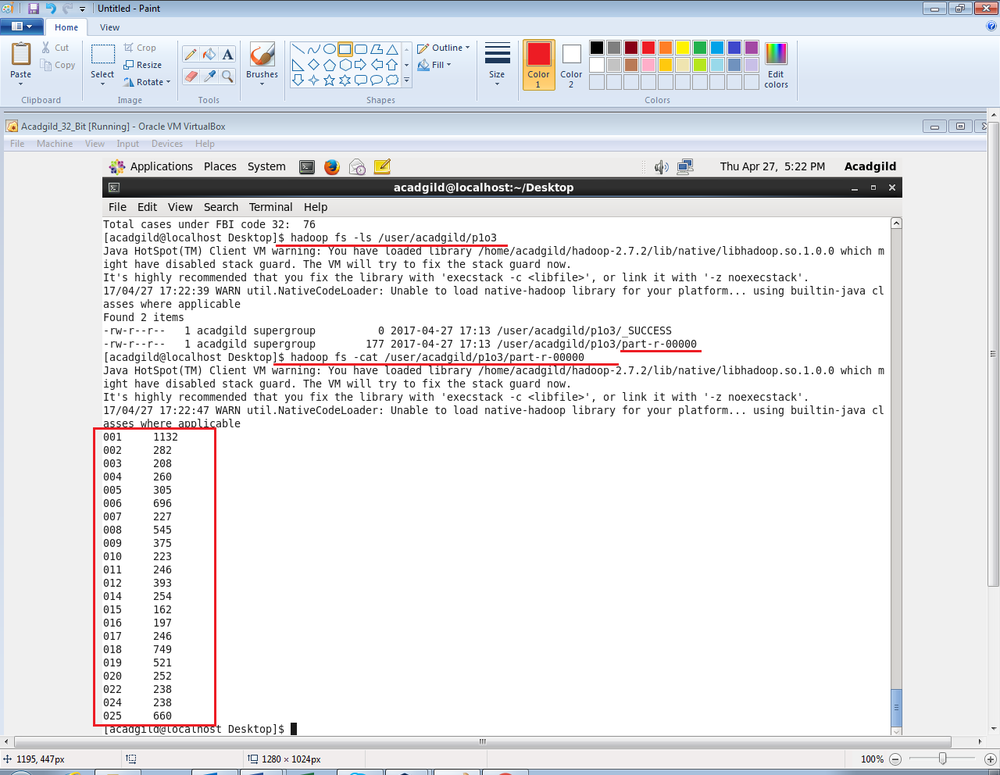 Untitled - Paint
Home View
Paste
Cut
Copy
Clipboard
Select
Crop
Resize
Rotate
Image
Tools
Brushes
Outline
Fill
Shapes
Size
Color 1
Color 2
Edit colors
Colors
Acadgild_32_Bit [Running] - Oracle VM VirtualBox
File Machine View Input Devices Help
Applications Places System Thu Apr 27, 5:22 PM Acadgild
acadgild@localhost:~/Desktop
File Edit View Search Terminal Help
Total cases under FBI code 32: 76
[acadgild@localhost Desktop]$ hadoop fs -ls /user/acadgild/p1o3
Java HotSpot(TM) Client VM warning: You have loaded library /home/acadgild/hadoop-2.7.2/lib/native/libhadoop.so.1.0.0 which m
ight have disabled stack guard. The VM will try to fix the stack guard now.
It's highly recommended that you fix the library with 'execstack -c <libfile>', or link it with '-z noexecstack'.
17/04/27 17:22:39 WARN util.NativeCodeLoader: Unable to load native-hadoop library for your platform... using builtin-java cl
asses where applicable
Found 2 items
-rw-r--r-- 1 acadgild supergroup 0 2017-04-27 17:13 /user/acadgild/p1o3/_SUCCESS
-rw-r--r-- 1 acadgild supergroup 177 2017-04-27 17:13 /user/acadgild/p1o3/part-r-00000
[acadgild@localhost Desktop]$ hadoop fs -cat /user/acadgild/p1o3/part-r-00000
Java HotSpot(TM) Client VM warning: You have loaded library /home/acadgild/hadoop-2.7.2/lib/native/libhadoop.so.1.0.0 which m
ight have disabled stack guard. The VM will try to fix the stack guard now.
It's highly recommended that you fix the library with 'execstack -c <libfile>', or link it with '-z noexecstack'.
17/04/27 17:22:47 WARN util.NativeCodeLoader: Unable to load native-hadoop library for your platform... using builtin-java cl
asses where applicable
001 1132
002 282
003 208
004 260
005 305
006 696
007 227
008 545
009 375
010 223
011 246
012 393
014 254
015 162
016 197
017 246
018 749
019 521
020 252
022 238
024 238
025 660
[acadgild@localhost Desktop]$
1195, 447px 1280 × 1024px 100%